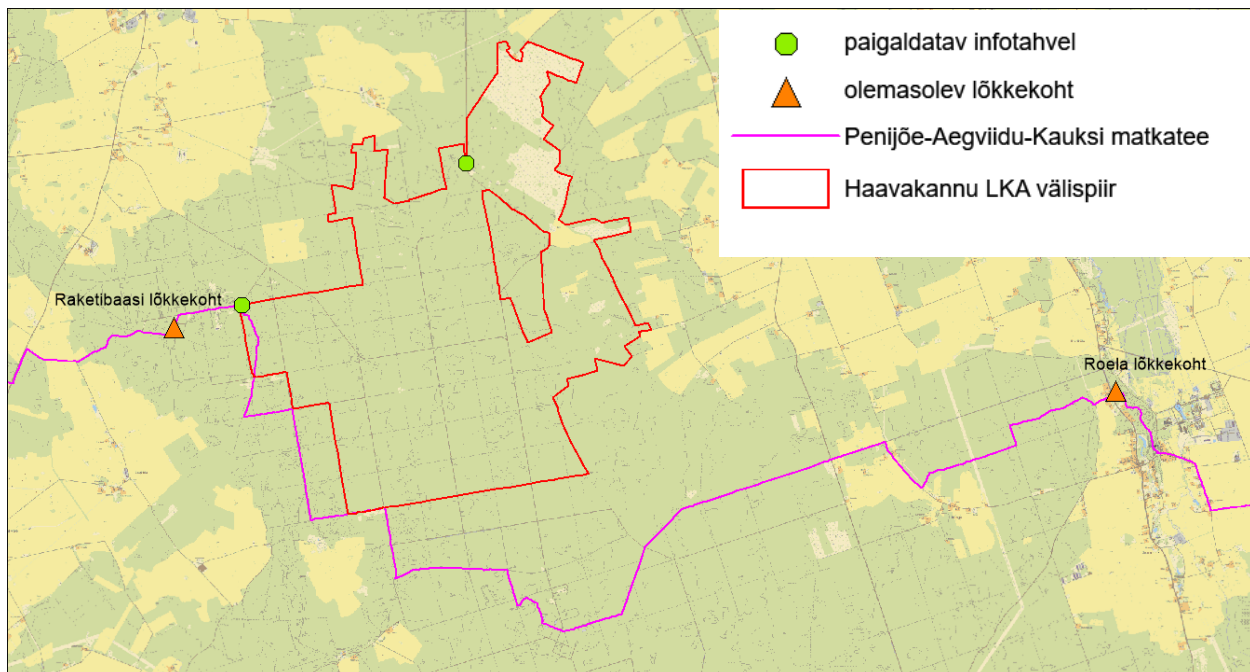 paigaldatav infotahvel
olemasolev lõkkekoht
Penijõe-Aegviidu-Kauksi matkatee
Haavakannu LKA välispiir
Raketibaasi lõkkekoht
Roela lõkkekoht